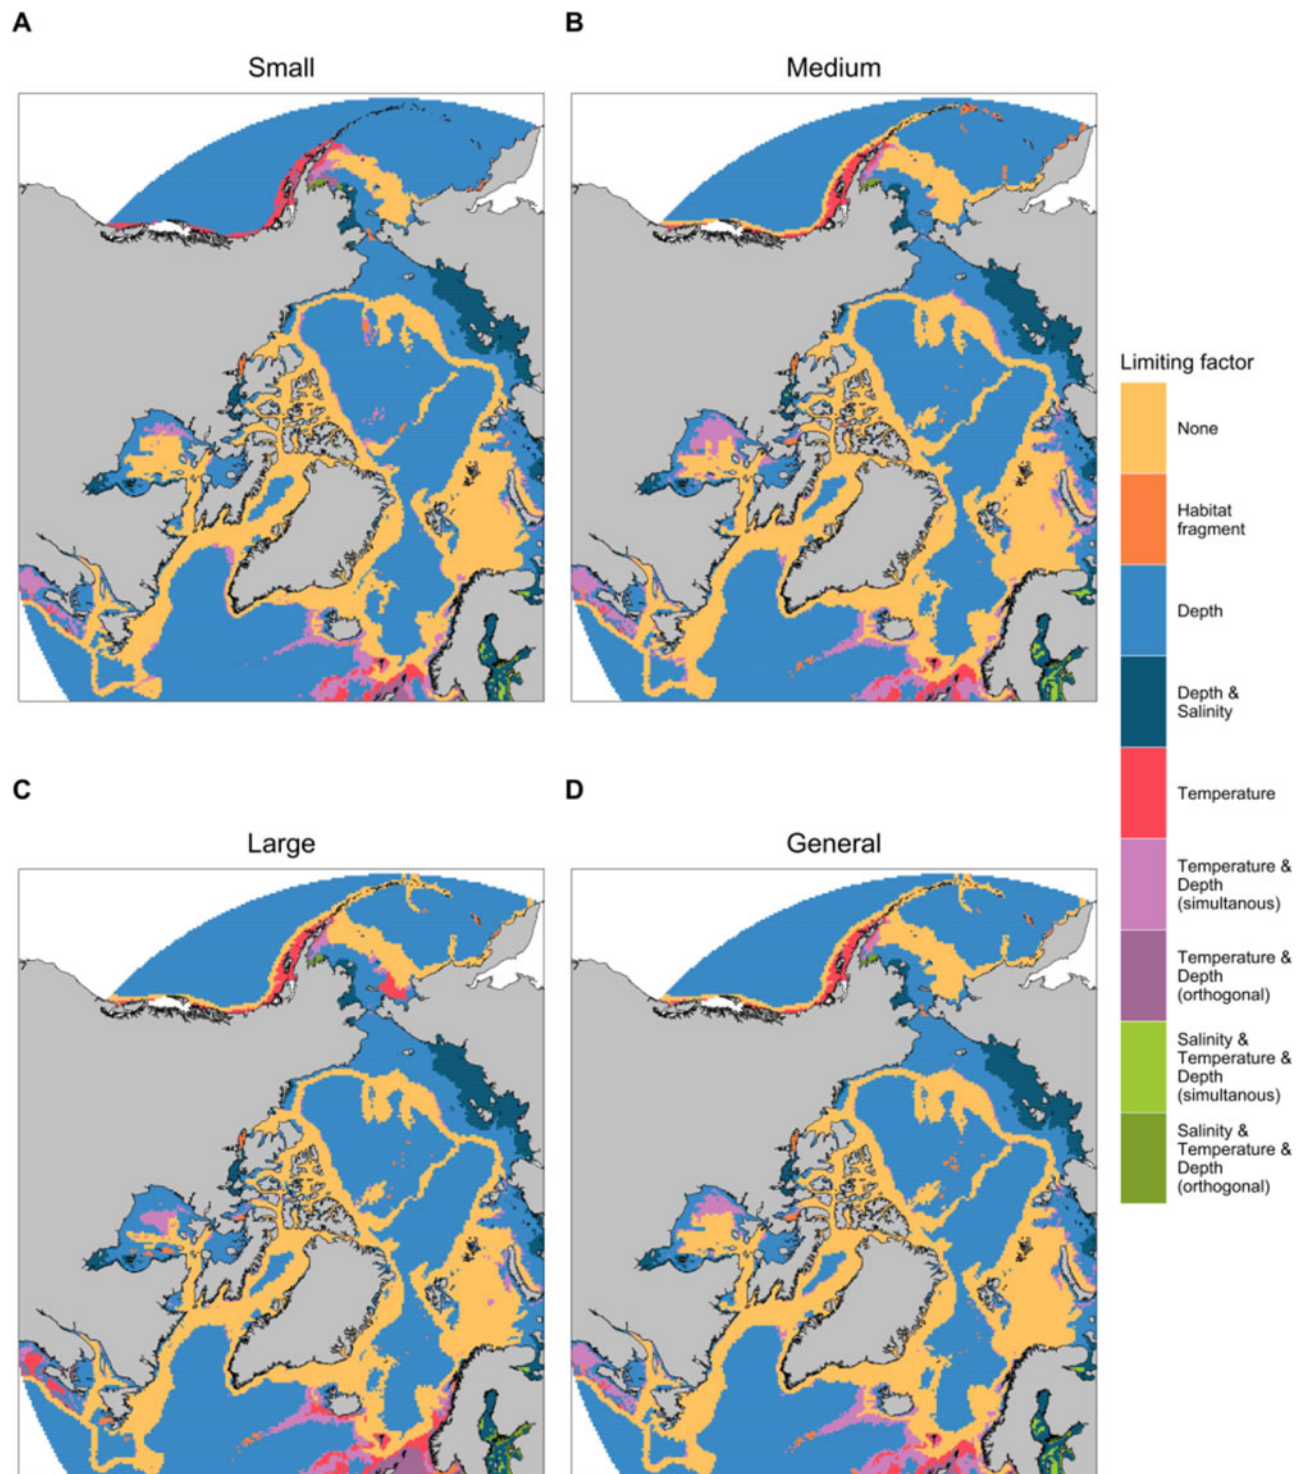 A
B
Small
Medium
Limiting factor
None
Habitat
fragment
Depth
Depth &
Salinity
Temperature
Temperature &
Depth
(simultanous)
Temperature &
Depth
(orthogonal)
Salinity &
Temperature &
Depth
(simultanous)
Salinity &
Temperature &
Depth
(orthogonal)
C
D
Large
General